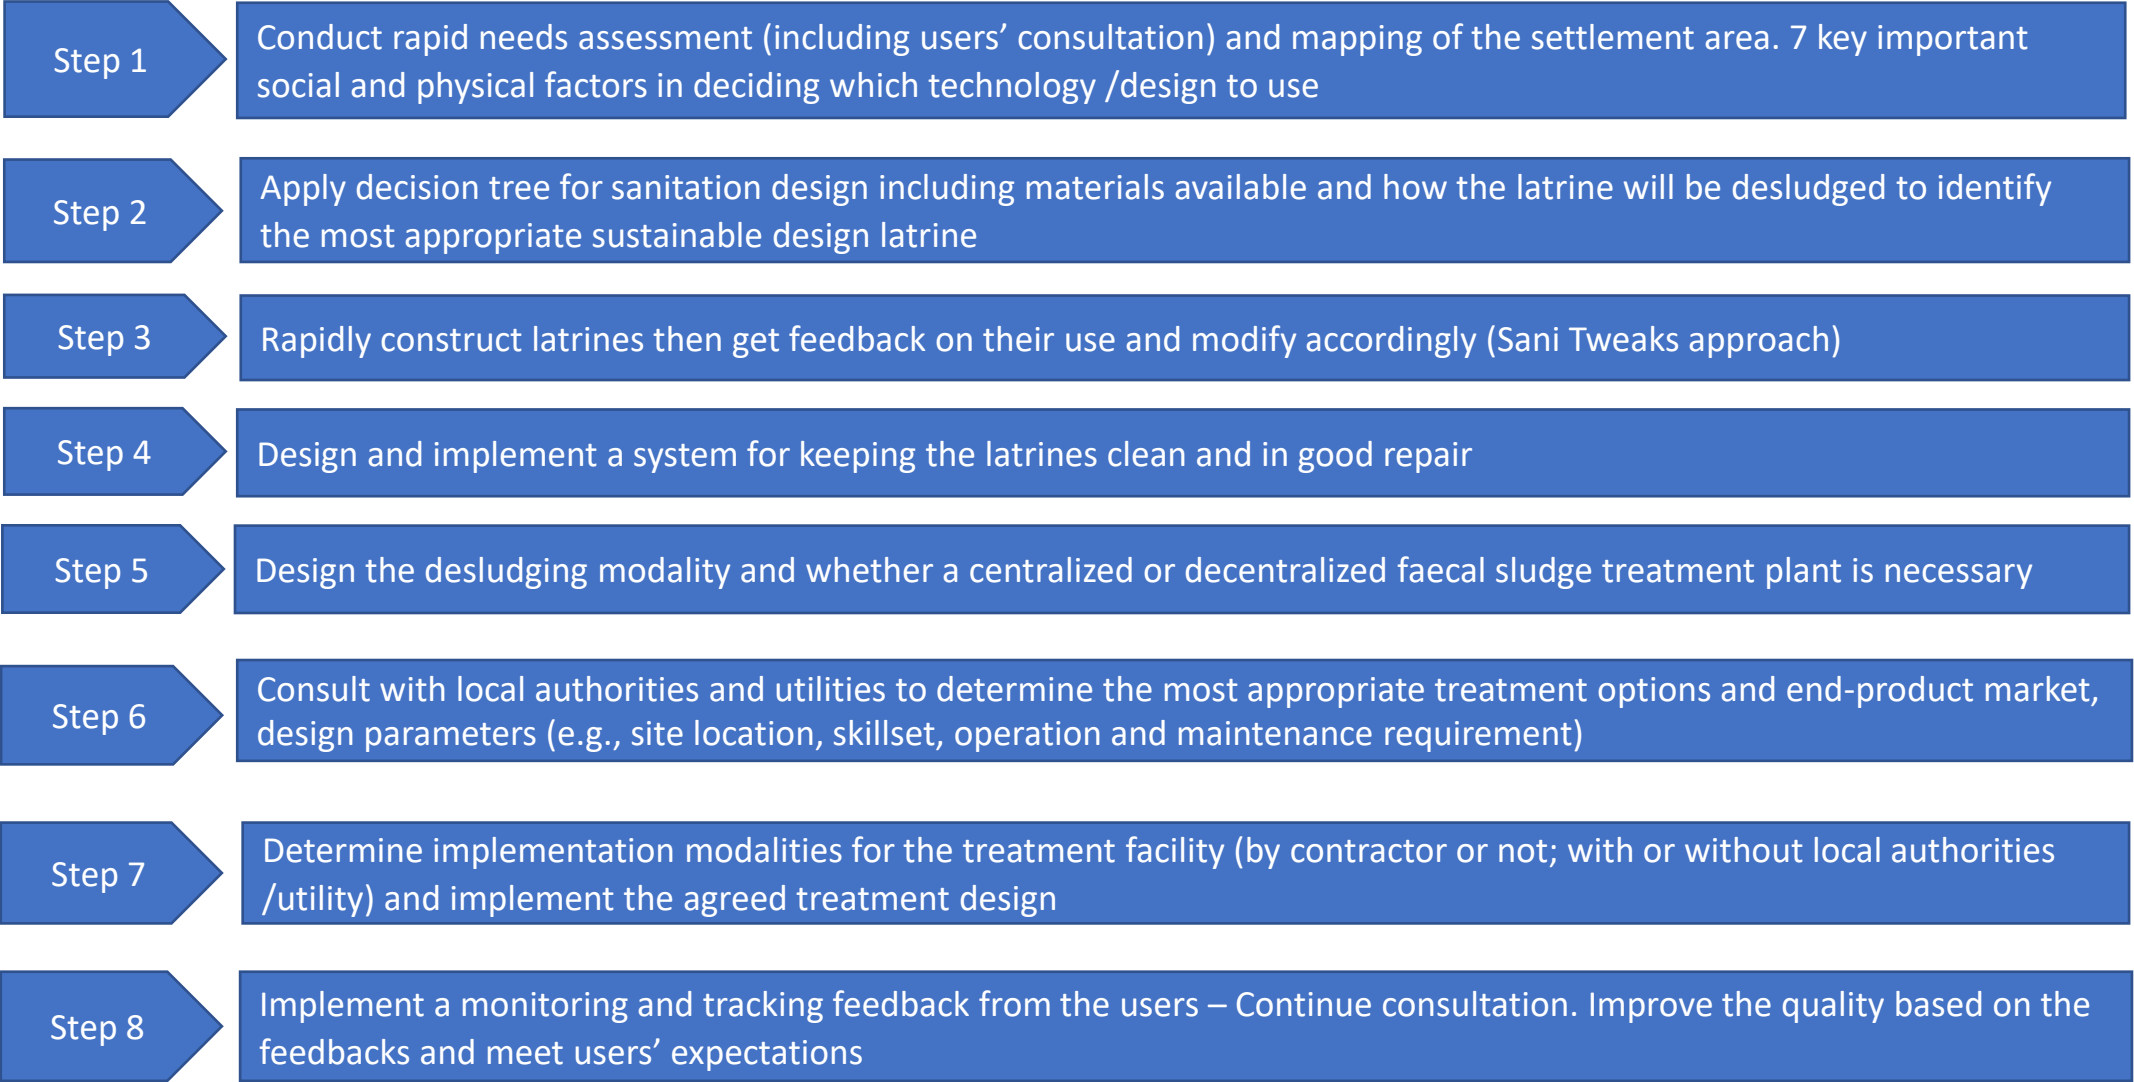 Step 1
Conduct rapid needs assessment (including users’ consultation) and mapping of the settlement area. 7 key important
social and physical factors in deciding which technology /design to use
Step 2
Apply decision tree for sanitation design including materials available and how the latrine will be desludged to identify
the most appropriate sustainable design latrine
Step 3
Rapidly construct latrines then get feedback on their use and modify accordingly (Sani Tweaks approach)
Step 4
Design and implement a system for keeping the latrines clean and in good repair
Step 5
Design the desludging modality and whether a centralized or decentralized faecal sludge treatment plant is necessary
Step 6
Consult with local authorities and utilities to determine the most appropriate treatment options and end-product market,
design parameters (e.g., site location, skillset, operation and maintenance requirement)
Step 7
Determine implementation modalities for the treatment facility (by contractor or not; with or without local authorities
/utility) and implement the agreed treatment design
Step 8
Implement a monitoring and tracking feedback from the users – Continue consultation. Improve the quality based on the
feedbacks and meet users’ expectations